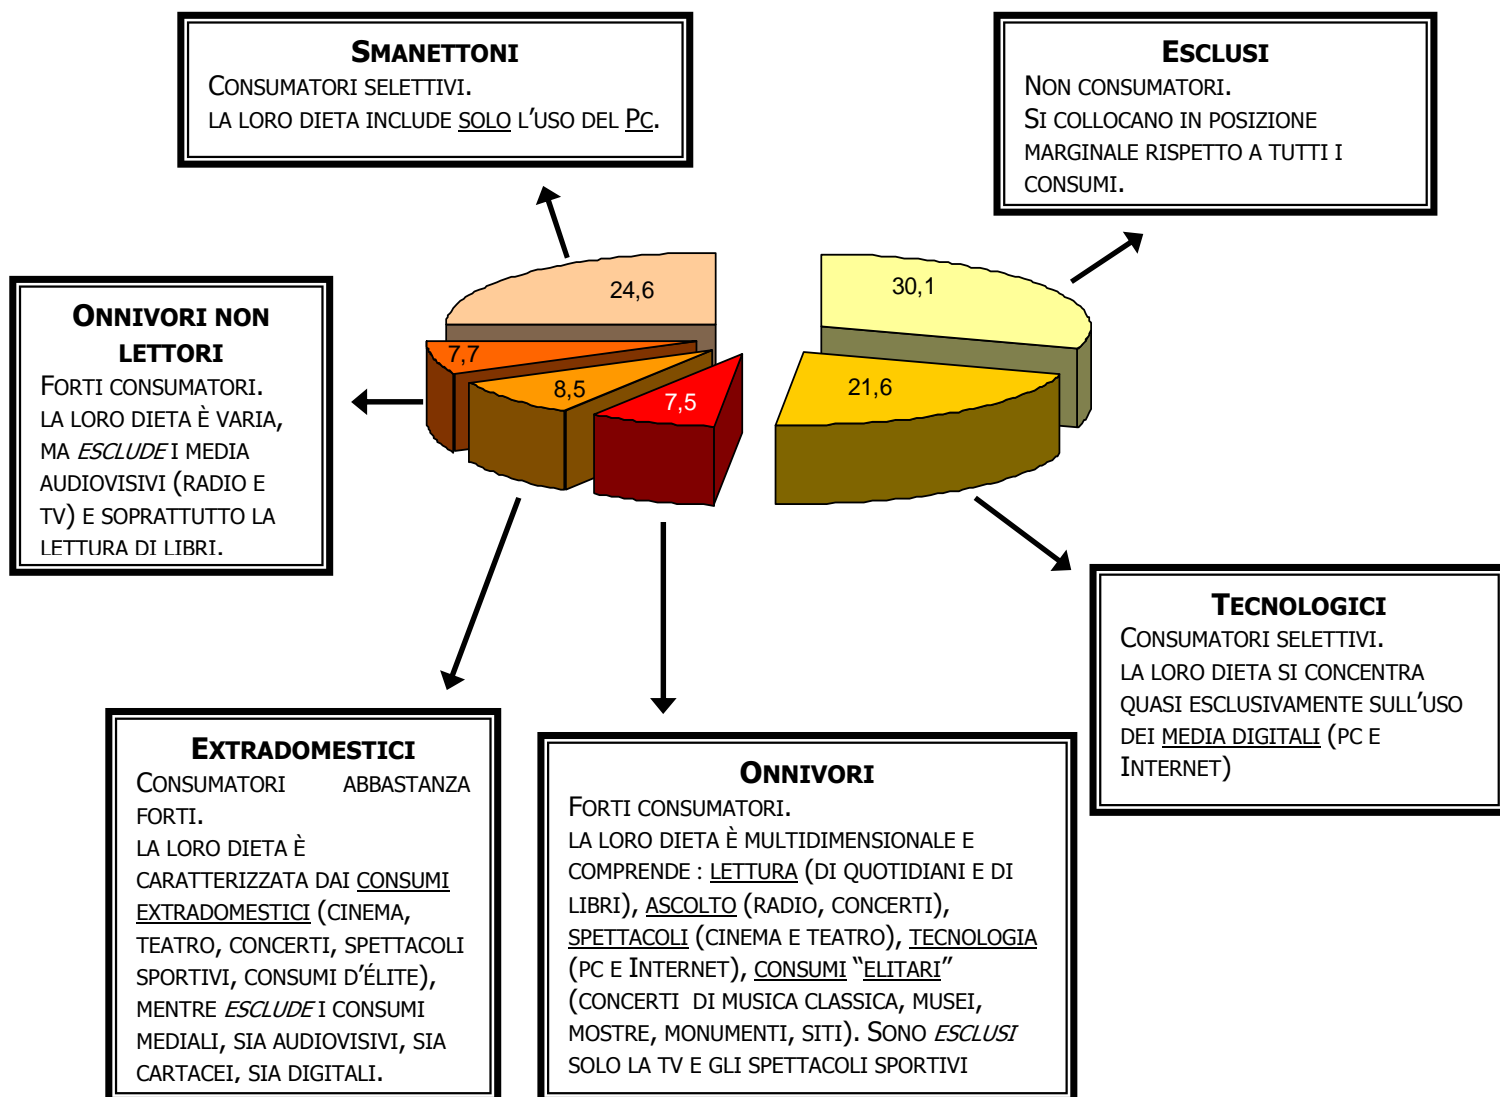 SMANETTONI
CONSUMATORI SELETTIVI.
LA LORO DIETA INCLUDE SOLO L'USO DEL PC.
ESCLUSI
NON CONSUMATORI.
SI COLLOCANO IN POSIZIONE
MARGINALE RISPETTO A TUTTI I
CONSUMI.
24,6
30,1
7,7
8,5
7,5
21,6
ONNIVORI NON
LETTORI
FORTI CONSUMATORI.
LA LORO DIETA È VARIA,
MA ESCLUDE I MEDIA
AUDIOVISIVI (RADIO E
TV) E SOPRATTUTTO LA
LETTURA DI LIBRI.
TECNOLOGICI
CONSUMATORI SELETTIVI.
LA LORO DIETA SI CONCENTRA
QUASI ESCLUSIVAMENTE SULL'USO
DEI MEDIA DIGITALI (PC E
INTERNET)
EXTRADOMESTICI
CONSUMATORI ABBASTANZA
FORTI.
LA LORO DIETA È
CARATTERIZZATA DAI CONSUMI
EXTRADOMESTICI (CINEMA,
TEATRO, CONCERTI, SPETTACOLI
SPORTIVI, CONSUMI D'ÉLITE),
MENTRE ESCLUDE I CONSUMI
MEDIALI, SIA AUDIOVISIVI, SIA
CARTACEI, SIA DIGITALI.
ONNIVORI
FORTI CONSUMATORI.
LA LORO DIETA È MULTIDIMENSIONALE E
COMPRENDE : LETTURA (DI QUOTIDIANI E DI
LIBRI), ASCOLTO (RADIO, CONCERTI),
SPETTACOLI (CINEMA E TEATRO), TECNOLOGIA
(PC E INTERNET), CONSUMI "ELITARI"
(CONCERTI DI MUSICA CLASSICA, MUSEI,
MOSTRE, MONUMENTI, SITI). SONO ESCLUSI
SOLO LA TV E GLI SPETTACOLI SPORTIVI